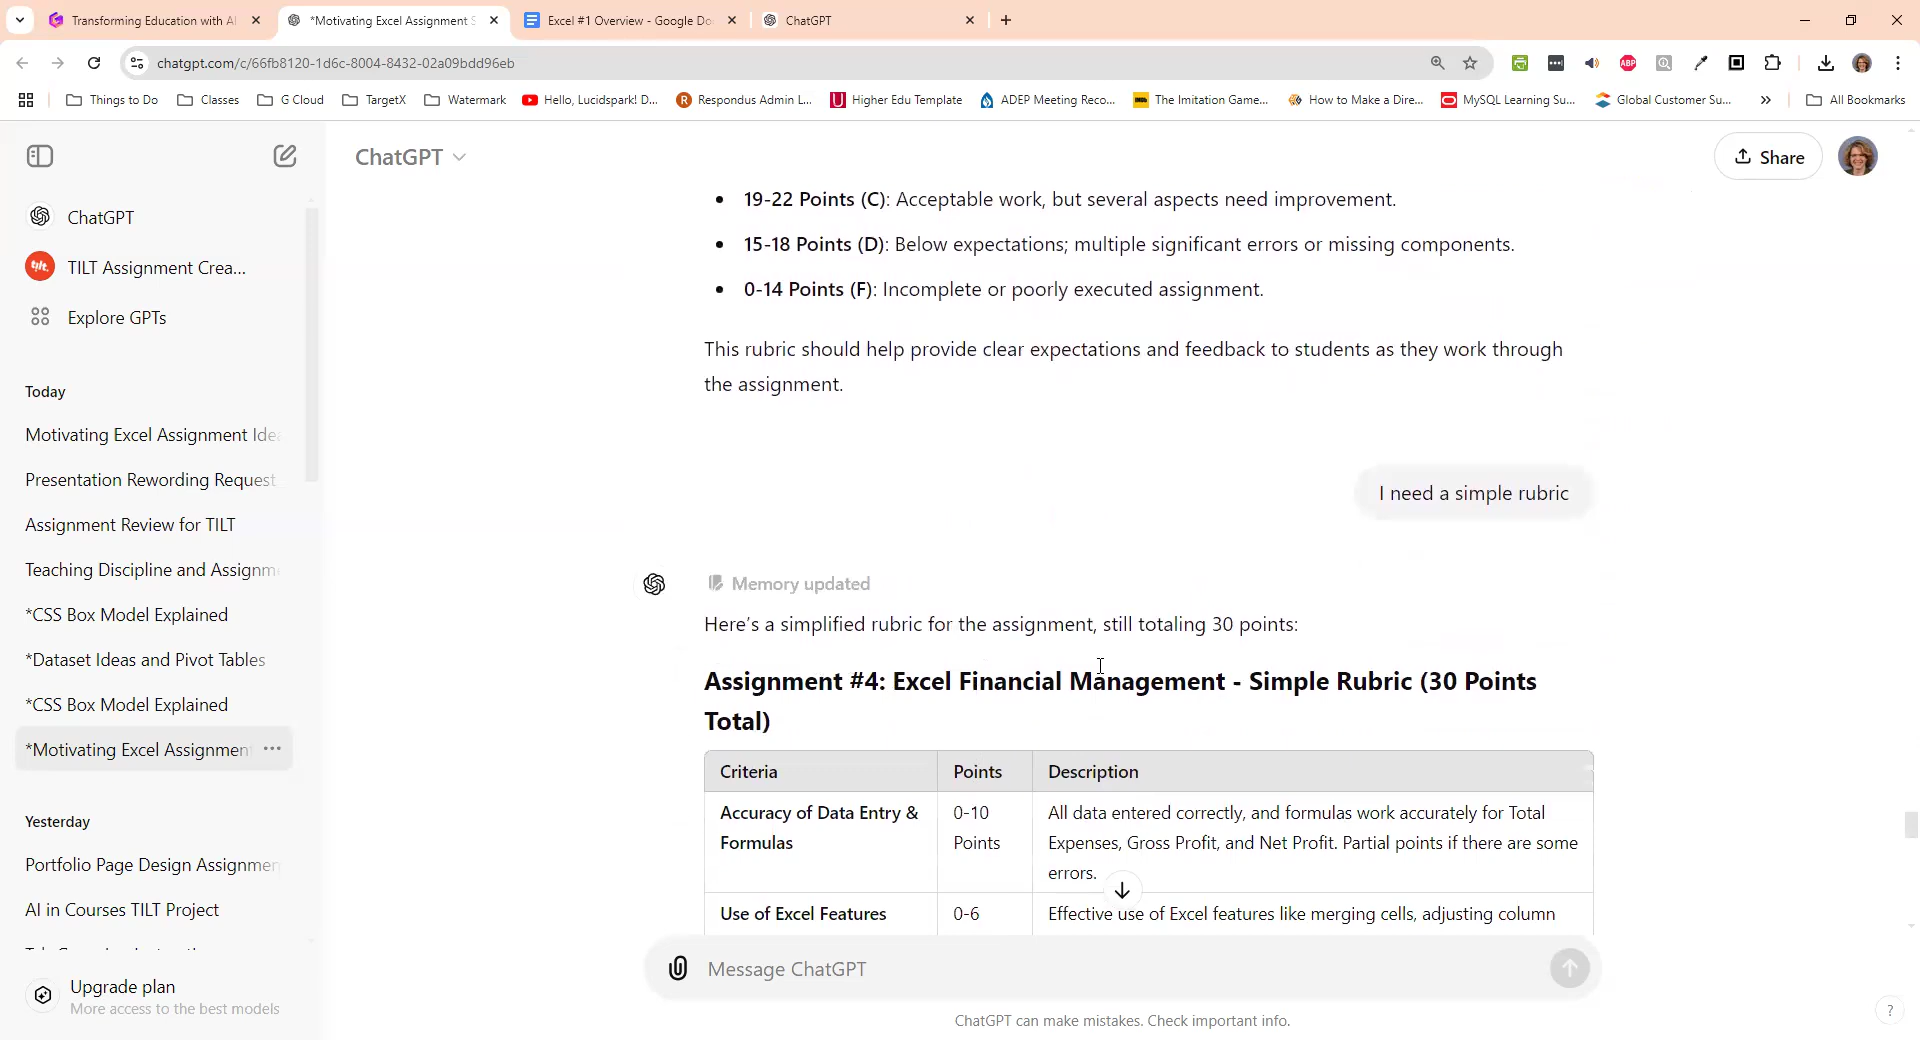 Transforming Education with AI
*Motivating Excel Assignment S
Excel #1 Overview - Google Do
ChatGPT
chatgpt.com/c/66fb8120-1d6c-8004-8432-02a09bdd96eb
ABP
Things to Do
Classes
G Cloud
TargetX
Watermark
Hello, Lucidspark! D...
Respondus Admin L...
Higher Edu Template
ADEP Meeting Reco...
The Imitation Game...
How to Make a Dire...
MySQL Learning Su...
Global Customer Su...
All Bookmarks
ChatGPT
Share
ChatGPT
tilt.
TILT Assignment Crea...
Explore GPTs
Today
Motivating Excel Assignment Idea
Presentation Rewording Request
Assignment Review for TILT
Teaching Discipline and Assignme
*CSS Box Model Explained
*Dataset Ideas and Pivot Tables
*CSS Box Model Explained
*Motivating Excel Assignment
Yesterday
Portfolio Page Design Assignment
AI in Courses TILT Project
Upgrade plan
More access to the best models
• 19-22 Points (C): Acceptable work, but several aspects need improvement.
• 15-18 Points (D): Below expectations; multiple significant errors or missing components.
• 0-14 Points (F): Incomplete or poorly executed assignment.
This rubric should help provide clear expectations and feedback to students as they work through
the assignment.
I need a simple rubric
Memory updated
Here's a simplified rubric for the assignment, still totaling 30 points:
Assignment #4: Excel Financial Management - Simple Rubric (30 Points
Total)
Criteria Points Description
Accuracy of Data Entry & 0-10 All data entered correctly, and formulas work accurately for Total
Formulas Points Expenses, Gross Profit, and Net Profit. Partial points if there are some
errors.
Use of Excel Features 0-6 Effective use of Excel features like merging cells, adjusting column
Message ChatGPT
ChatGPT can make mistakes. Check important info.
?